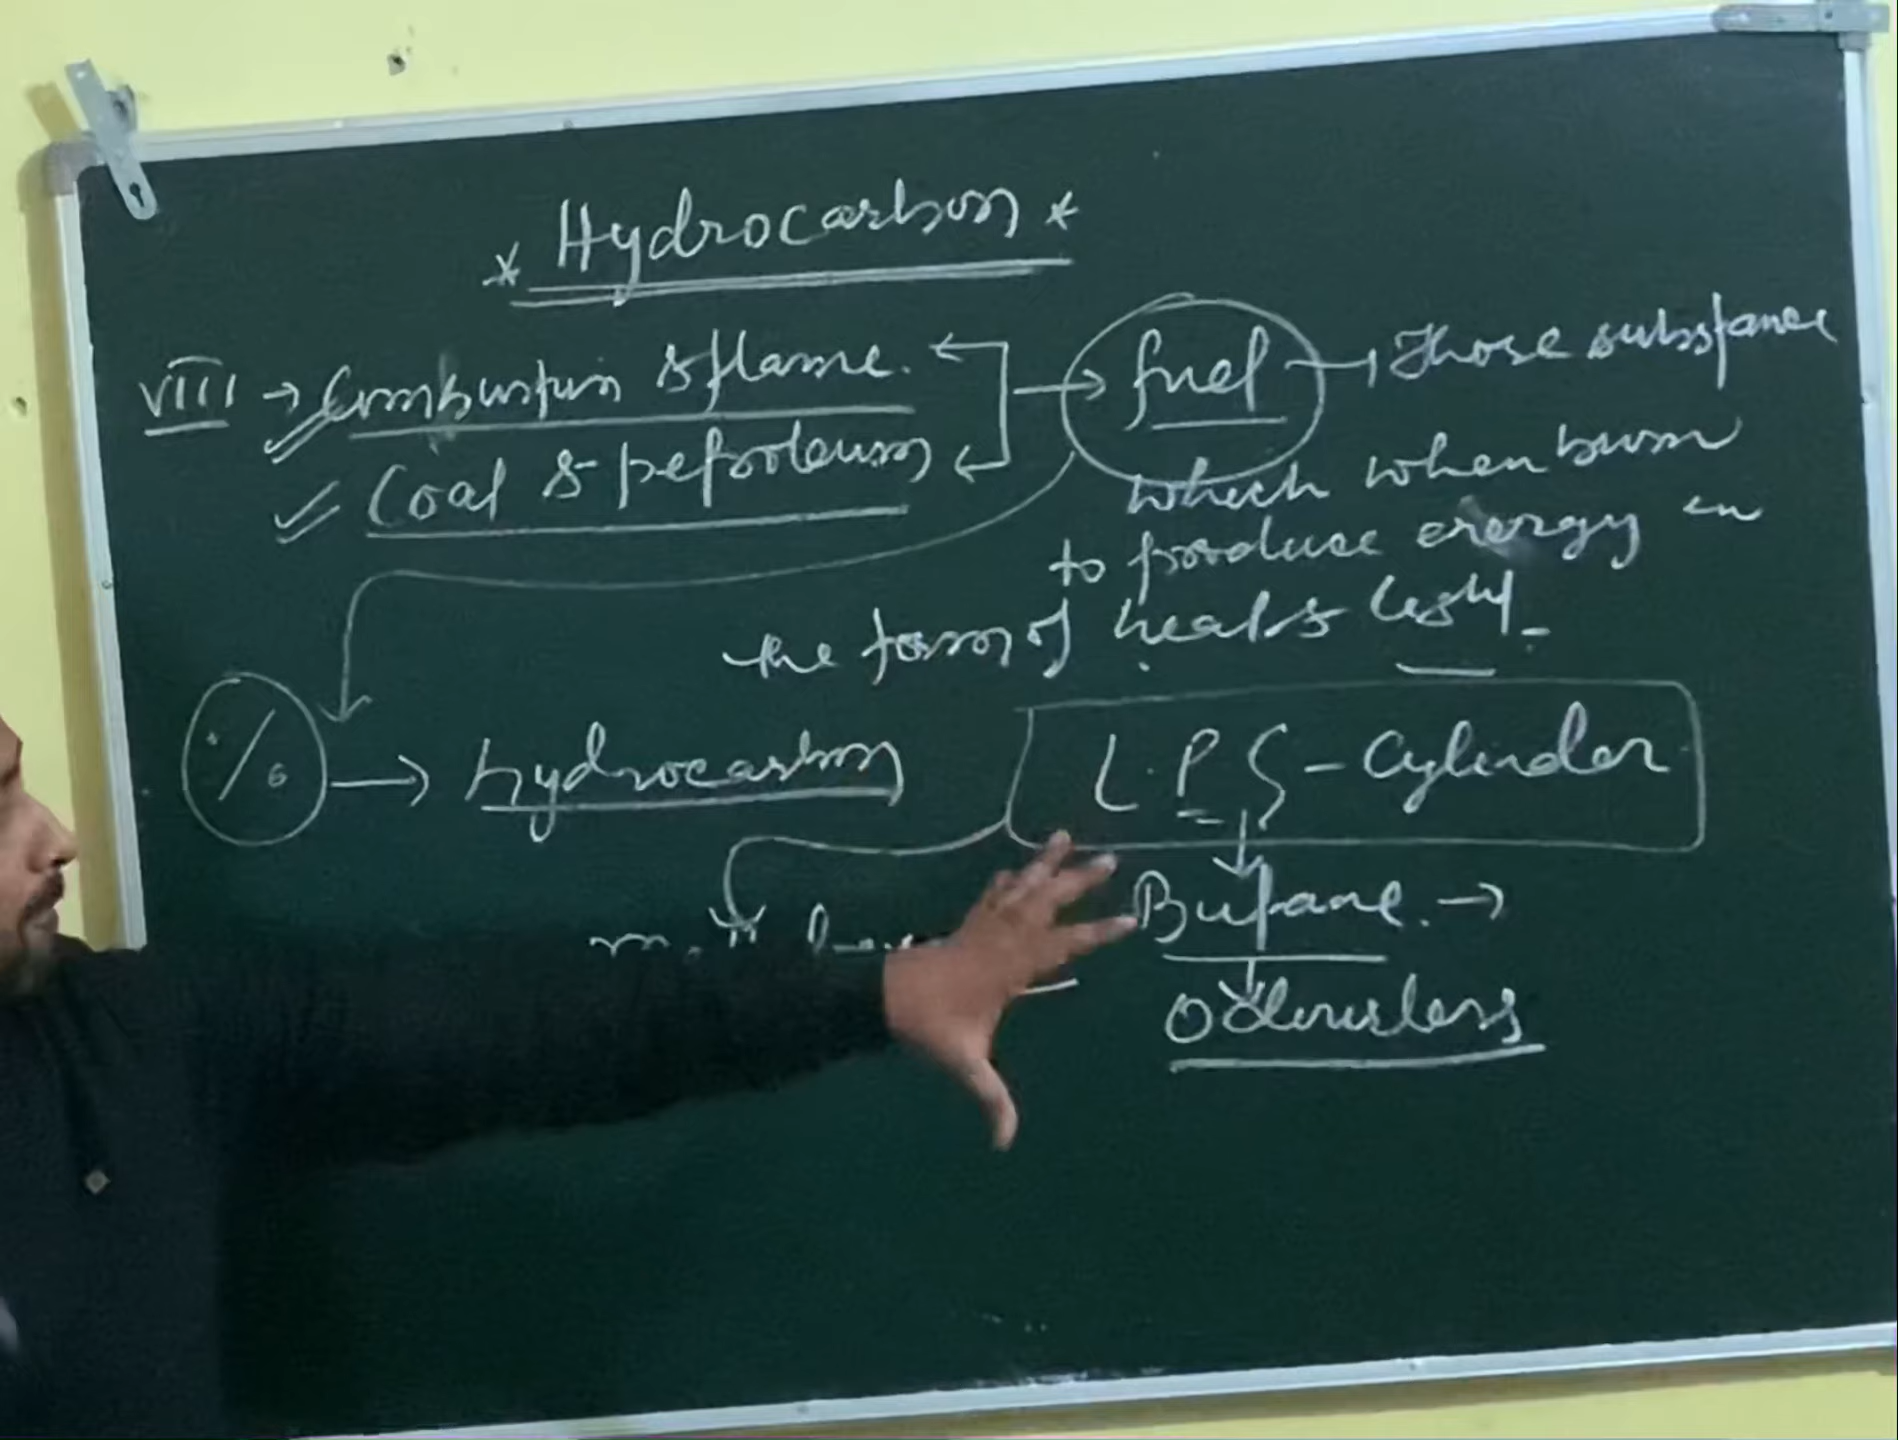 * Hydrocarbon *
VIII → Combustion & flame. → fuel → Those substance
Coal & petroleum
which when burn
to produce energy in
the form of heat & light.
% → hydrocarbon
L.P.G - Cylinder
Butane. →
Odourless